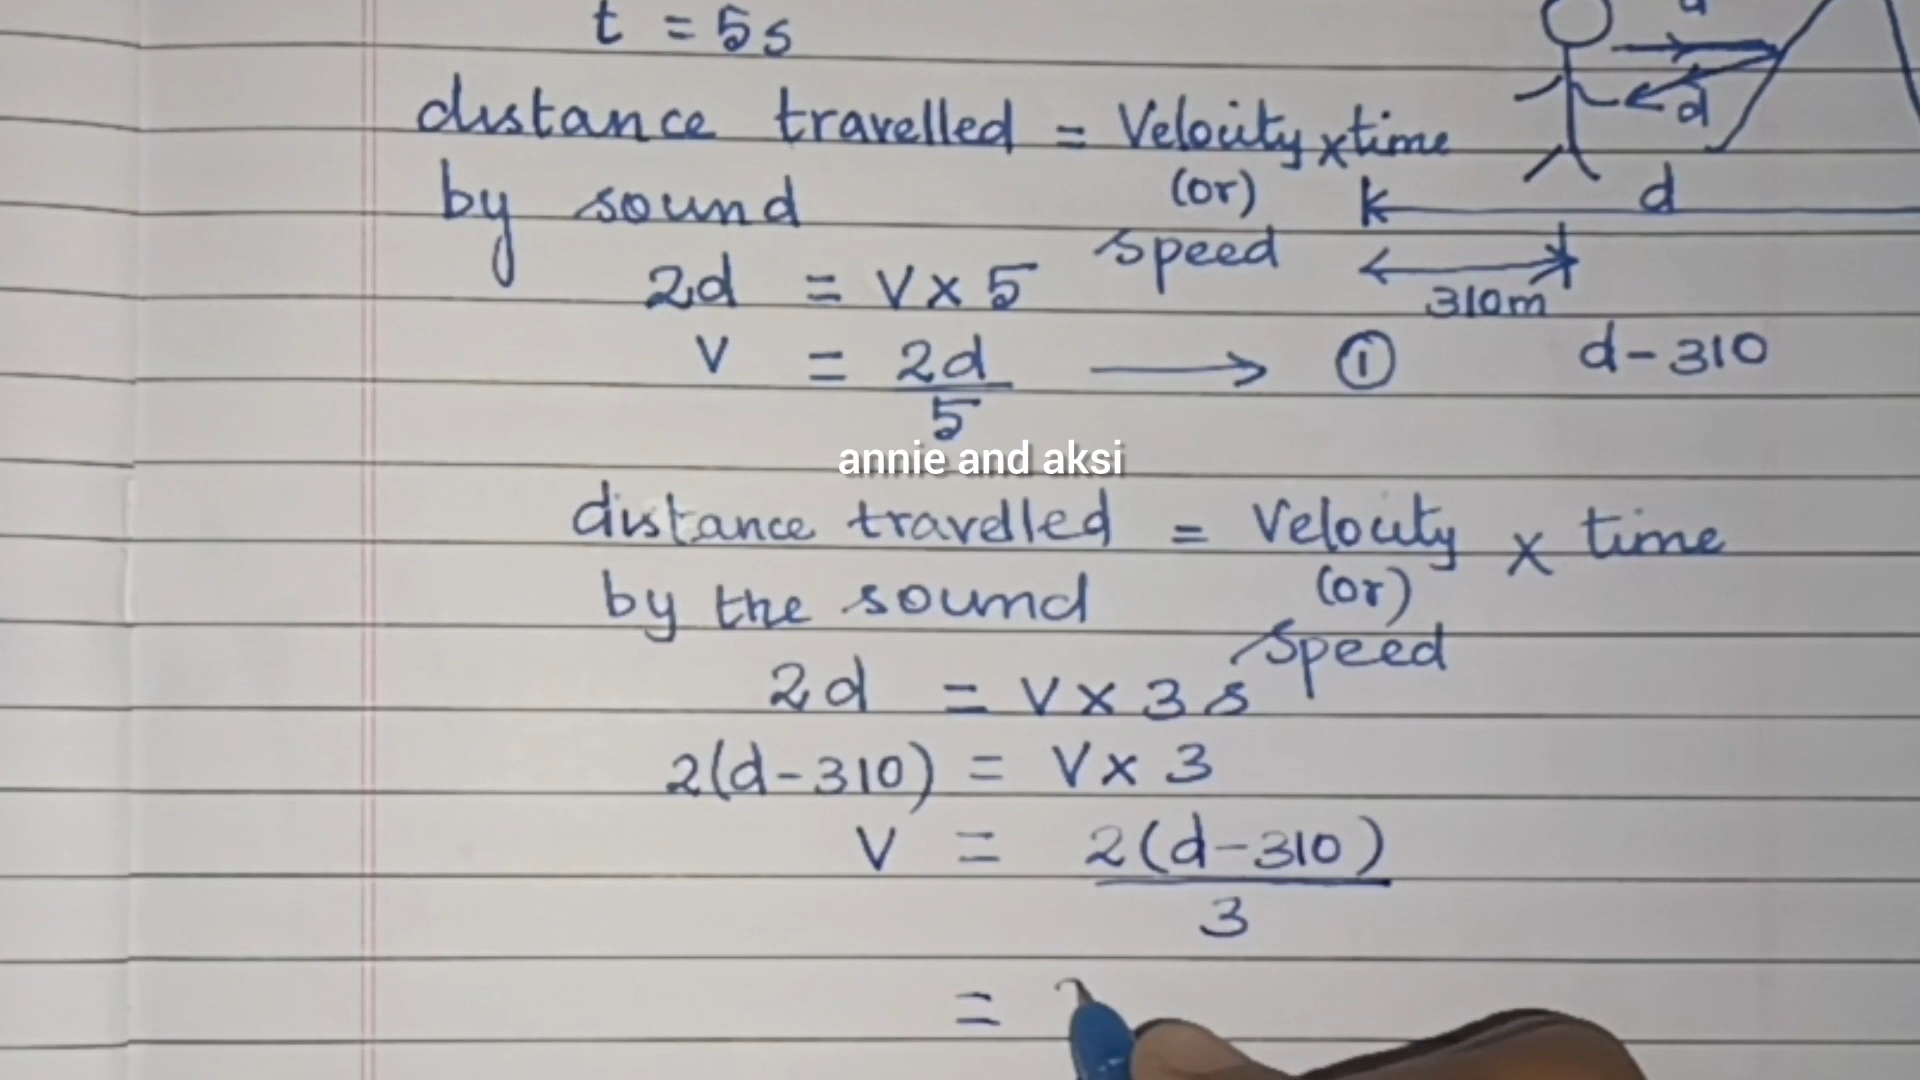 t = 5s
d
distance travelled = Velocity x time
d
by sound (or) k d
speed
2d = V x 5 310m
V = 2d/5 → ① d - 310
annie and aksi
distance travelled = Velocity x time
by the sound (or)
speed
2d = V x 3s
2(d-310) = V x 3
V = 2(d-310)/3
=